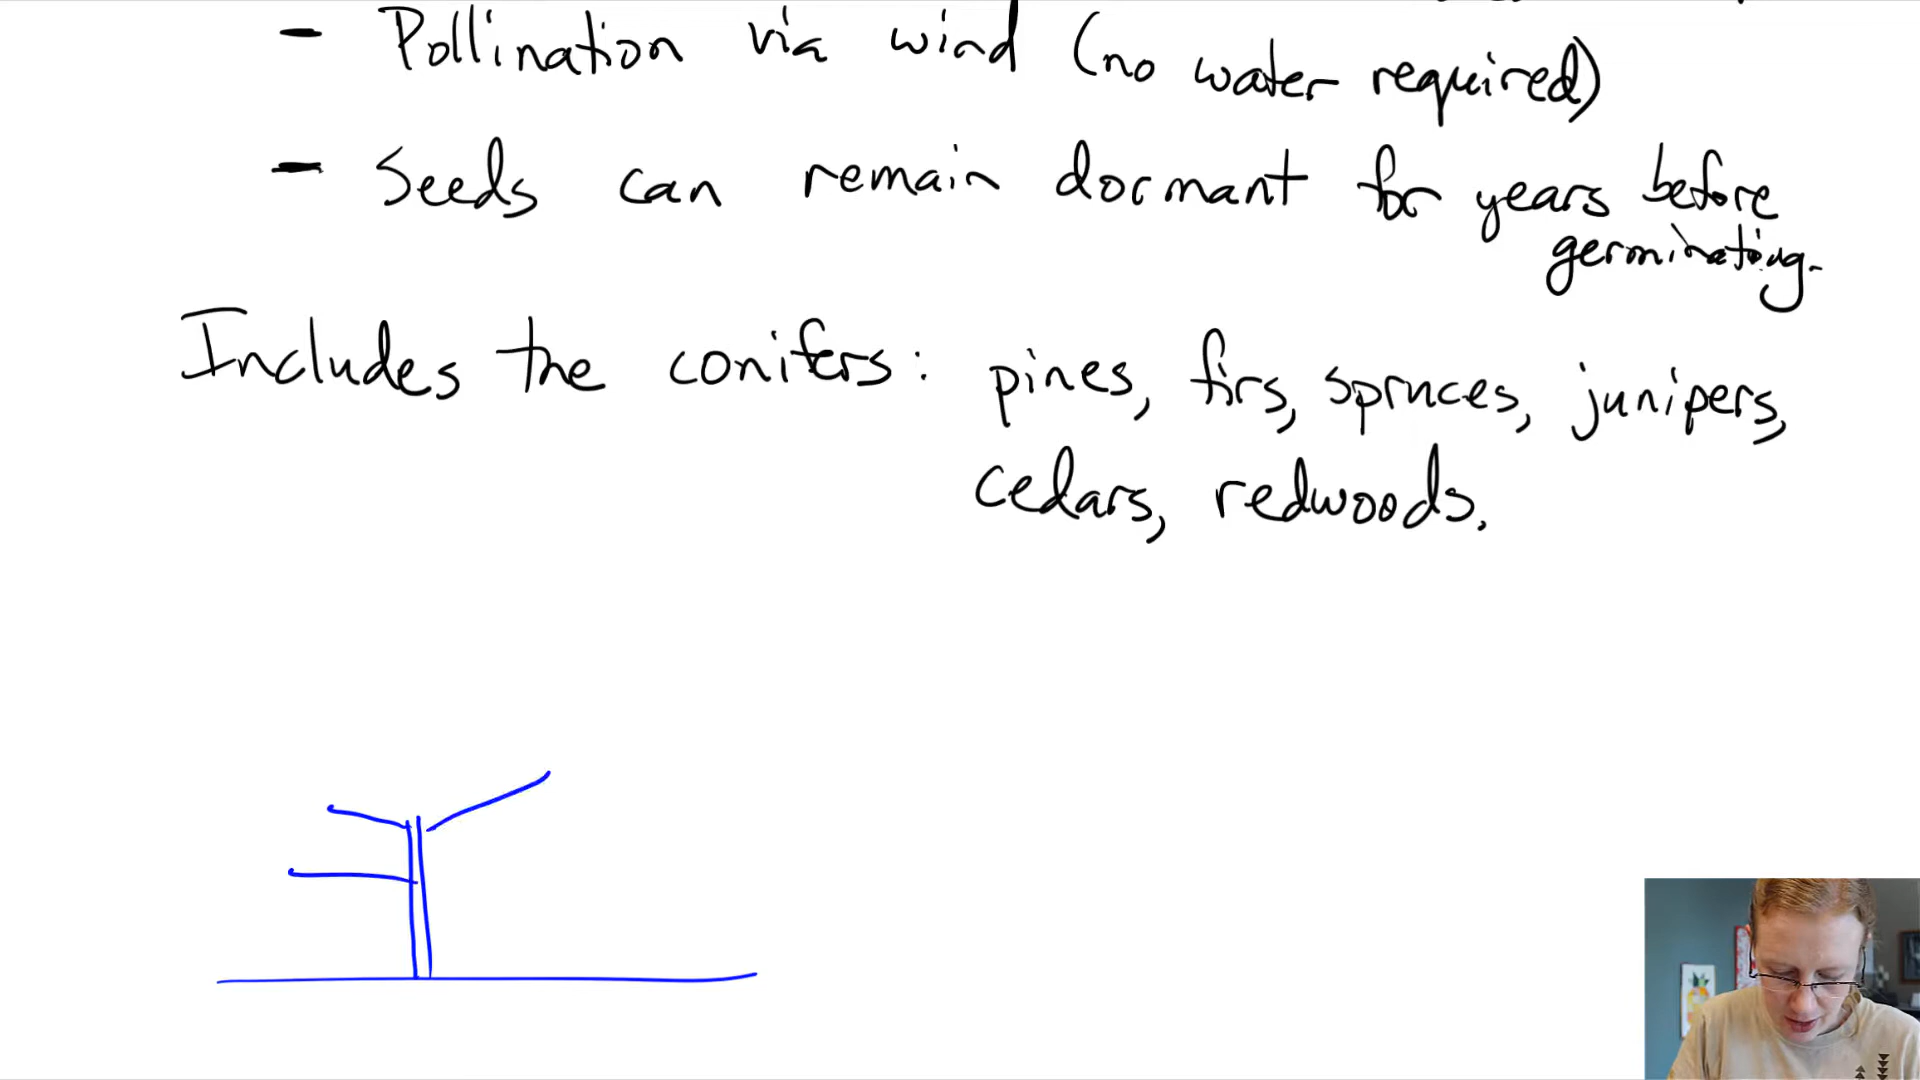 - Pollination via wind (no water required)
- Seeds can remain dormant for years before
germinating.
Includes the conifers: pines, firs, spruces, junipers,
cedars, redwoods.